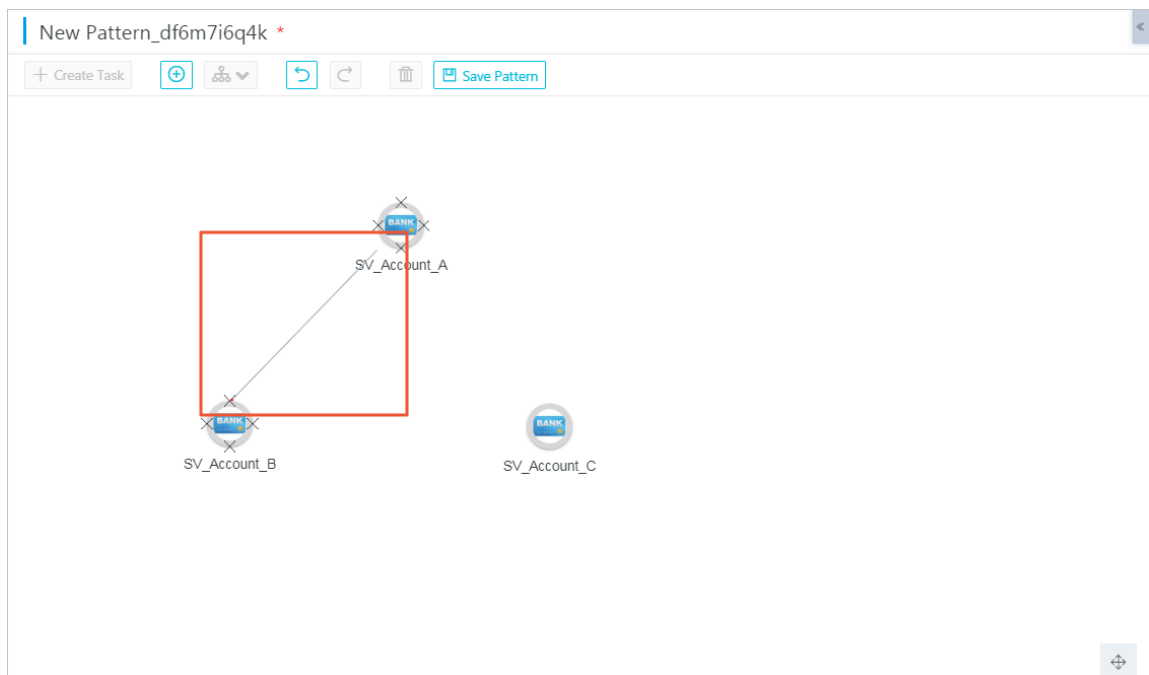 New Pattern_df6m7i6q4k *
+ Create Task
Save Pattern
BANK
SV_Account_A
BANK
SV_Account_B
BANK
SV_Account_C